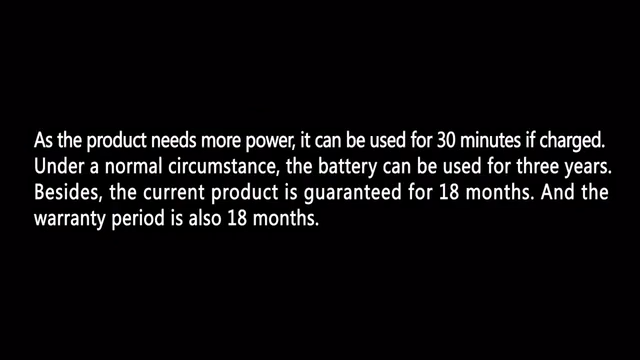 As the product needs more power, it can be used for 30 minutes if charged.
Under a normal circumstance, the battery can be used for three years.
Besides, the current product is guaranteed for 18 months. And the
warranty period is also 18 months.